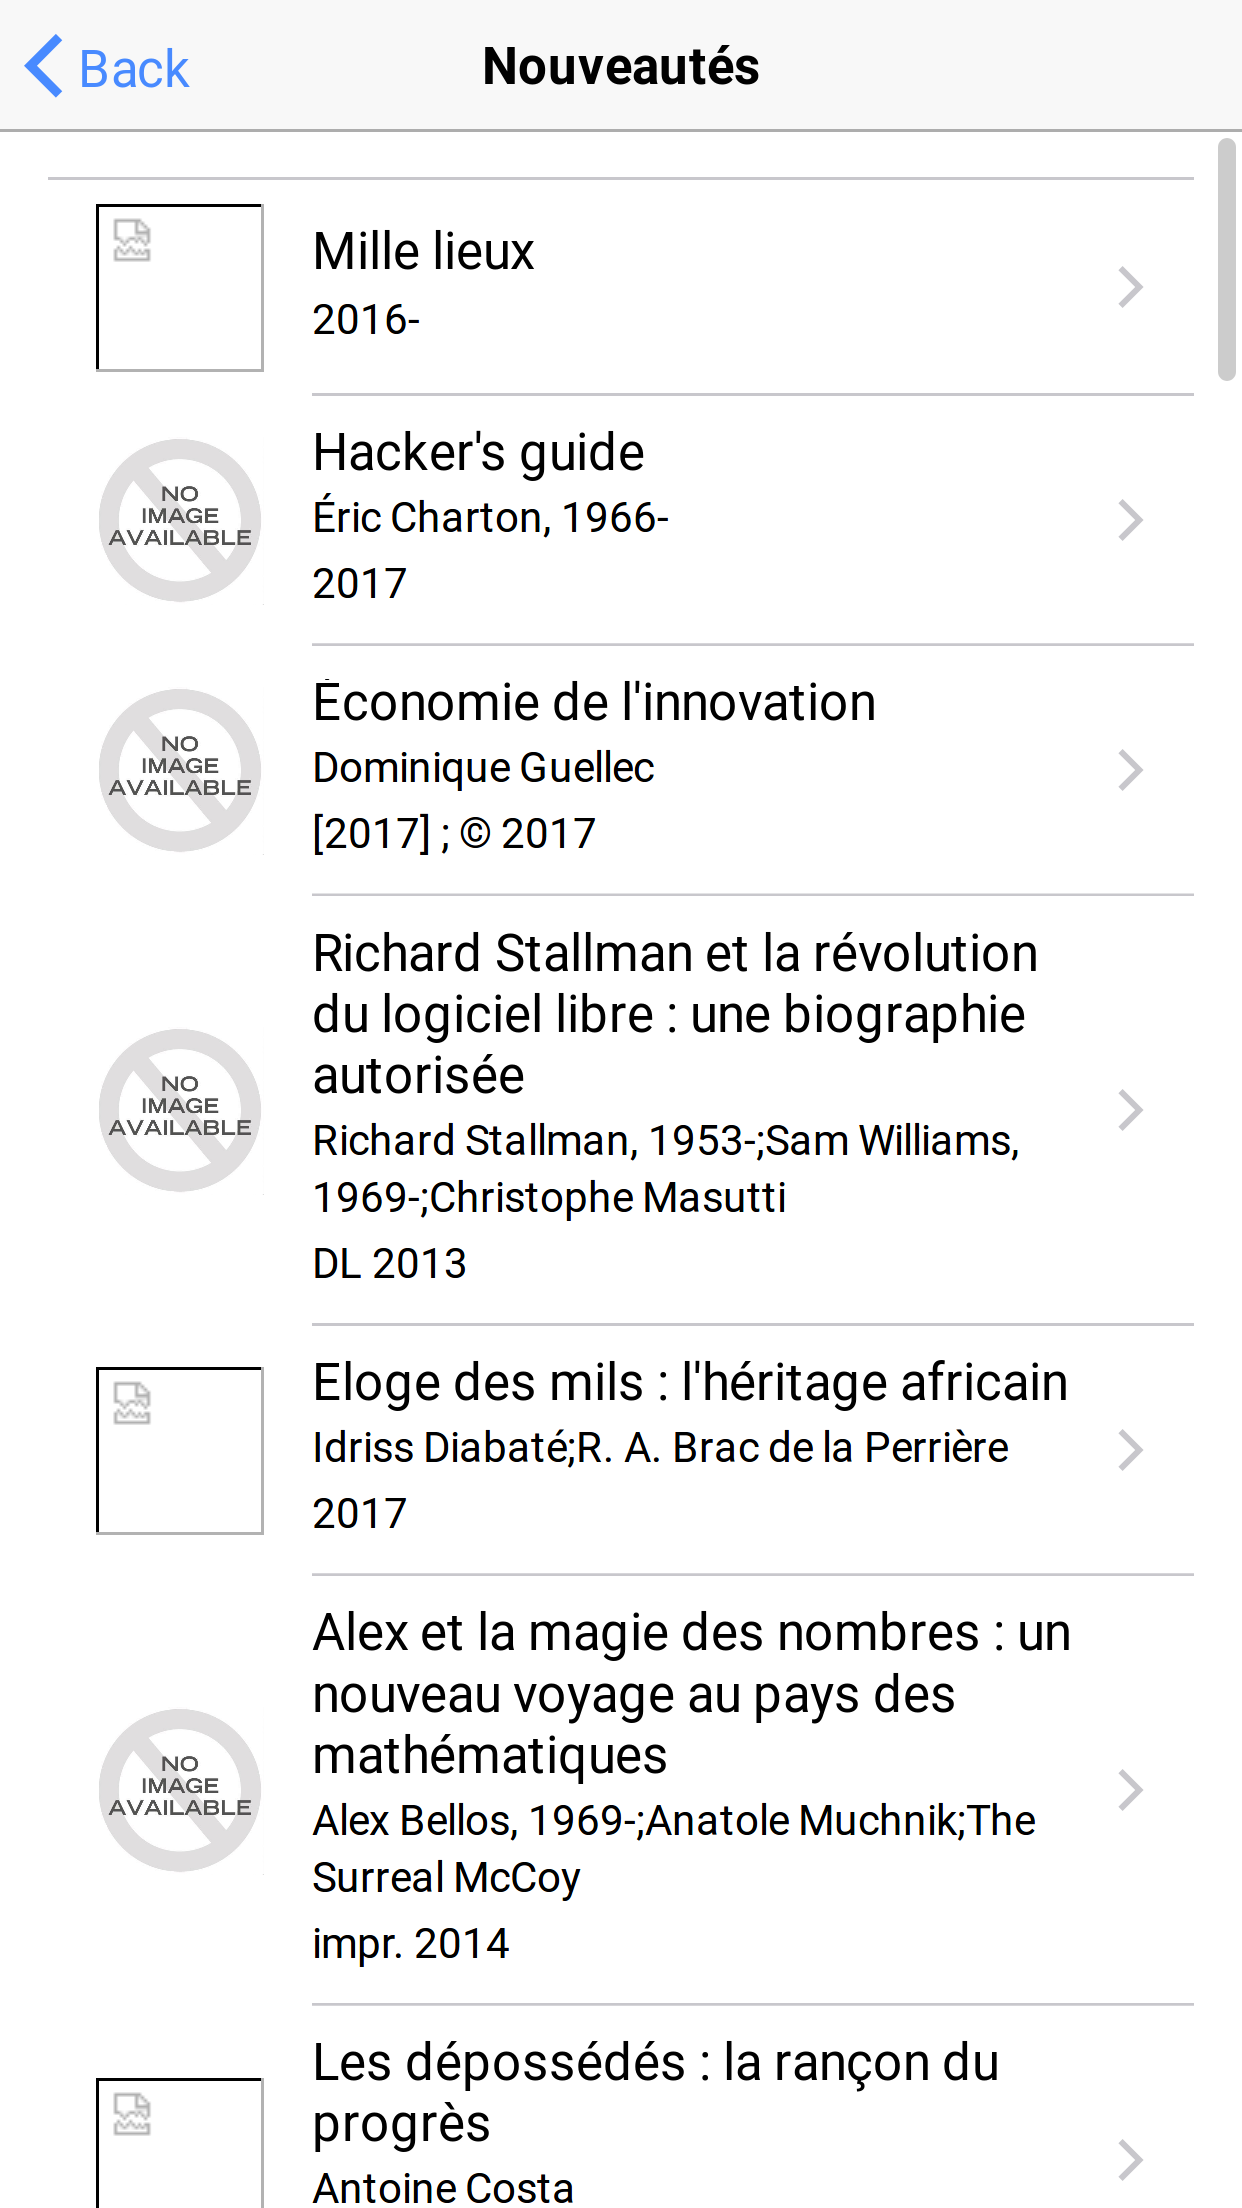 Back
Nouveautés
Mille lieux
2016-
NO
IMAGE
AVAILABLE
Hacker's guide
Éric Charton, 1966-
2017
NO
IMAGE
AVAILABLE
Économie de l'innovation
Dominique Guellec
[2017] ; © 2017
NO
IMAGE
AVAILABLE
Richard Stallman et la révolution
du logiciel libre : une biographie
autorisée
Richard Stallman, 1953-;Sam Williams,
1969-;Christophe Masutti
DL 2013
Eloge des mils : l'héritage africain
Idriss Diabaté;R. A. Brac de la Perrière
2017
NO
IMAGE
AVAILABLE
Alex et la magie des nombres : un
nouveau voyage au pays des
mathématiques
Alex Bellos, 1969-;Anatole Muchnik;The
Surreal McCoy
impr. 2014
Les dépossédés : la rançon du
progrès
Antoine Costa